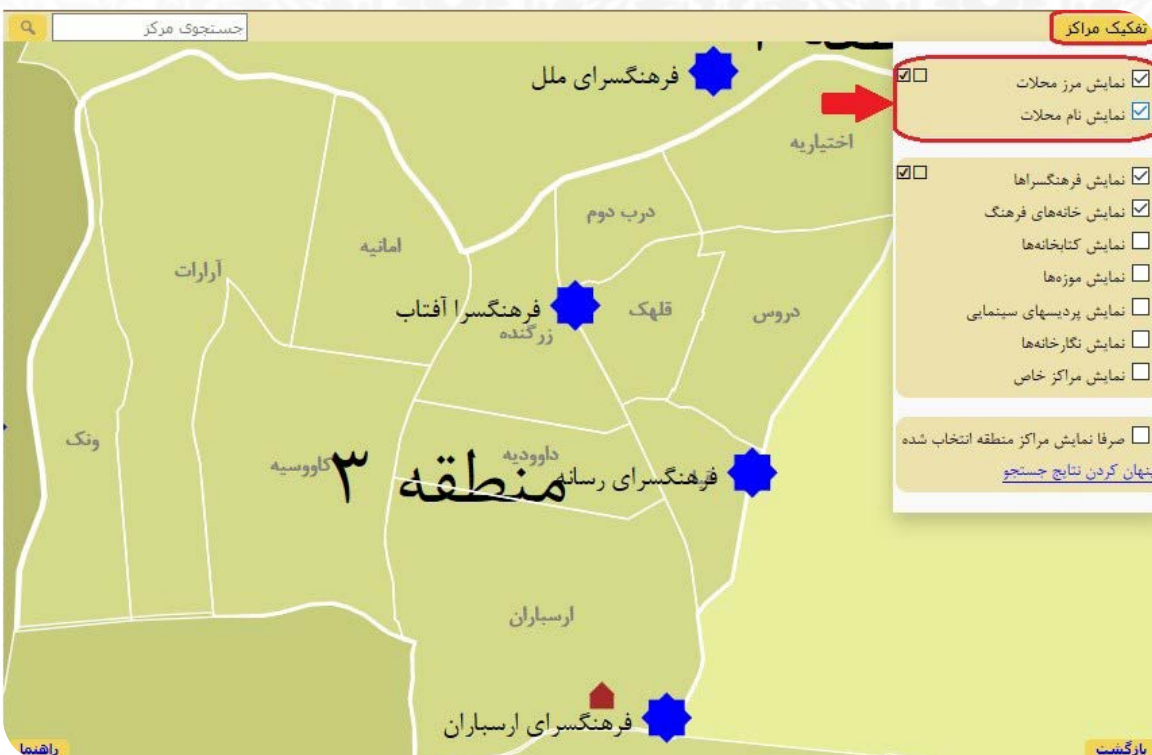 تفکیک مراکز
جستجوی مرکز
نمایش مرز محلات
نمایش نام محلات
نمایش فرهنگسراها
نمایش خانه‌های فرهنگ
نمایش کتابخانه‌ها
نمایش موزه‌ها
نمایش پردیسهای سینمایی
نمایش نگارخانه‌ها
نمایش مراکز خاص
صرفا نمایش مراکز منطقه انتخاب شده
پنهان کردن نتایج جستجو
فرهنگسرای ملل
اختیاریه
درب دوم
امانیه
آرارات
فرهنگسرا آفتاب
قلهک
دروس
زرگنده
ونک
داوودیه
کاووسیه
منطقه ۳
فرهنگسرای رسانه
ارسباران
فرهنگسرای ارسباران
بازگشت
راهنما